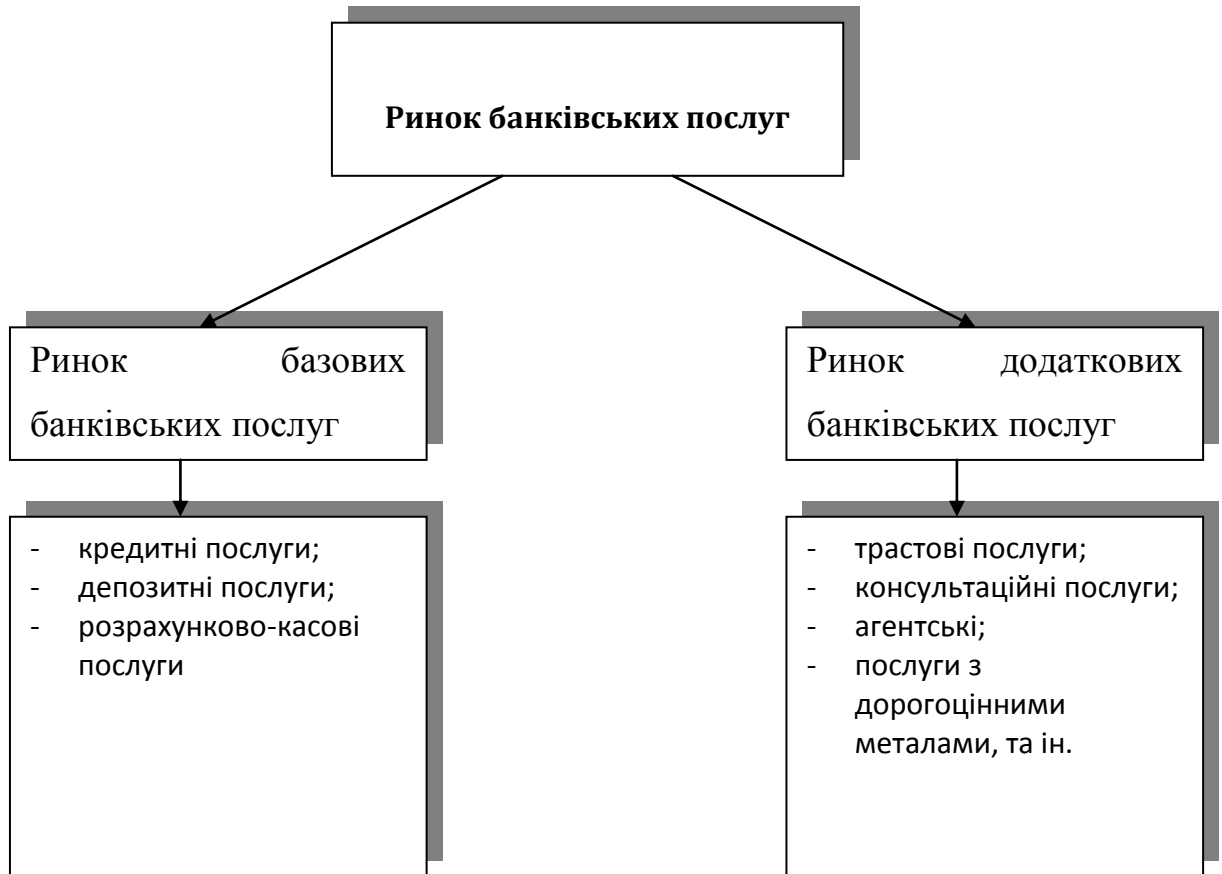 Ринок банківських послуг
Ринок базових
банківських послуг
Ринок додаткових
банківських послуг
- кредитні послуги;
- депозитні послуги;
- розрахунково-касові
послуги
- трастові послуги;
- консультаційні послуги;
- агентські;
- послуги з
дорогоцінними
металами, та ін.